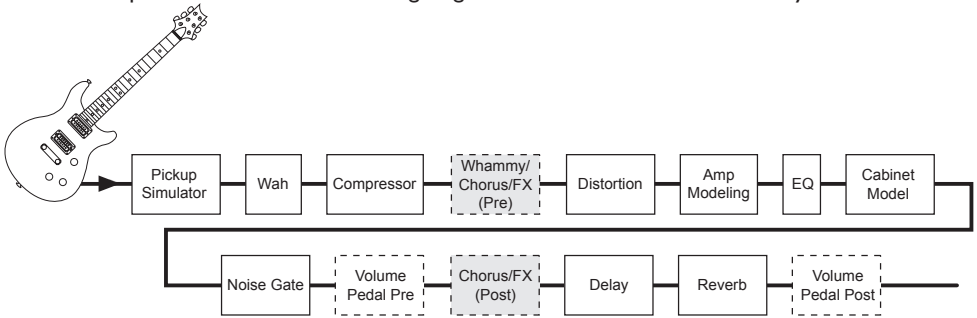 Pickup
Simulator
Wah
Compressor
Whammy/
Chorus/FX
(Pre)
Distortion
Amp
Modeling
EQ
Cabinet
Model
Noise Gate
Volume
Pedal Pre
Chorus/FX
(Post)
Delay
Reverb
Volume
Pedal Post